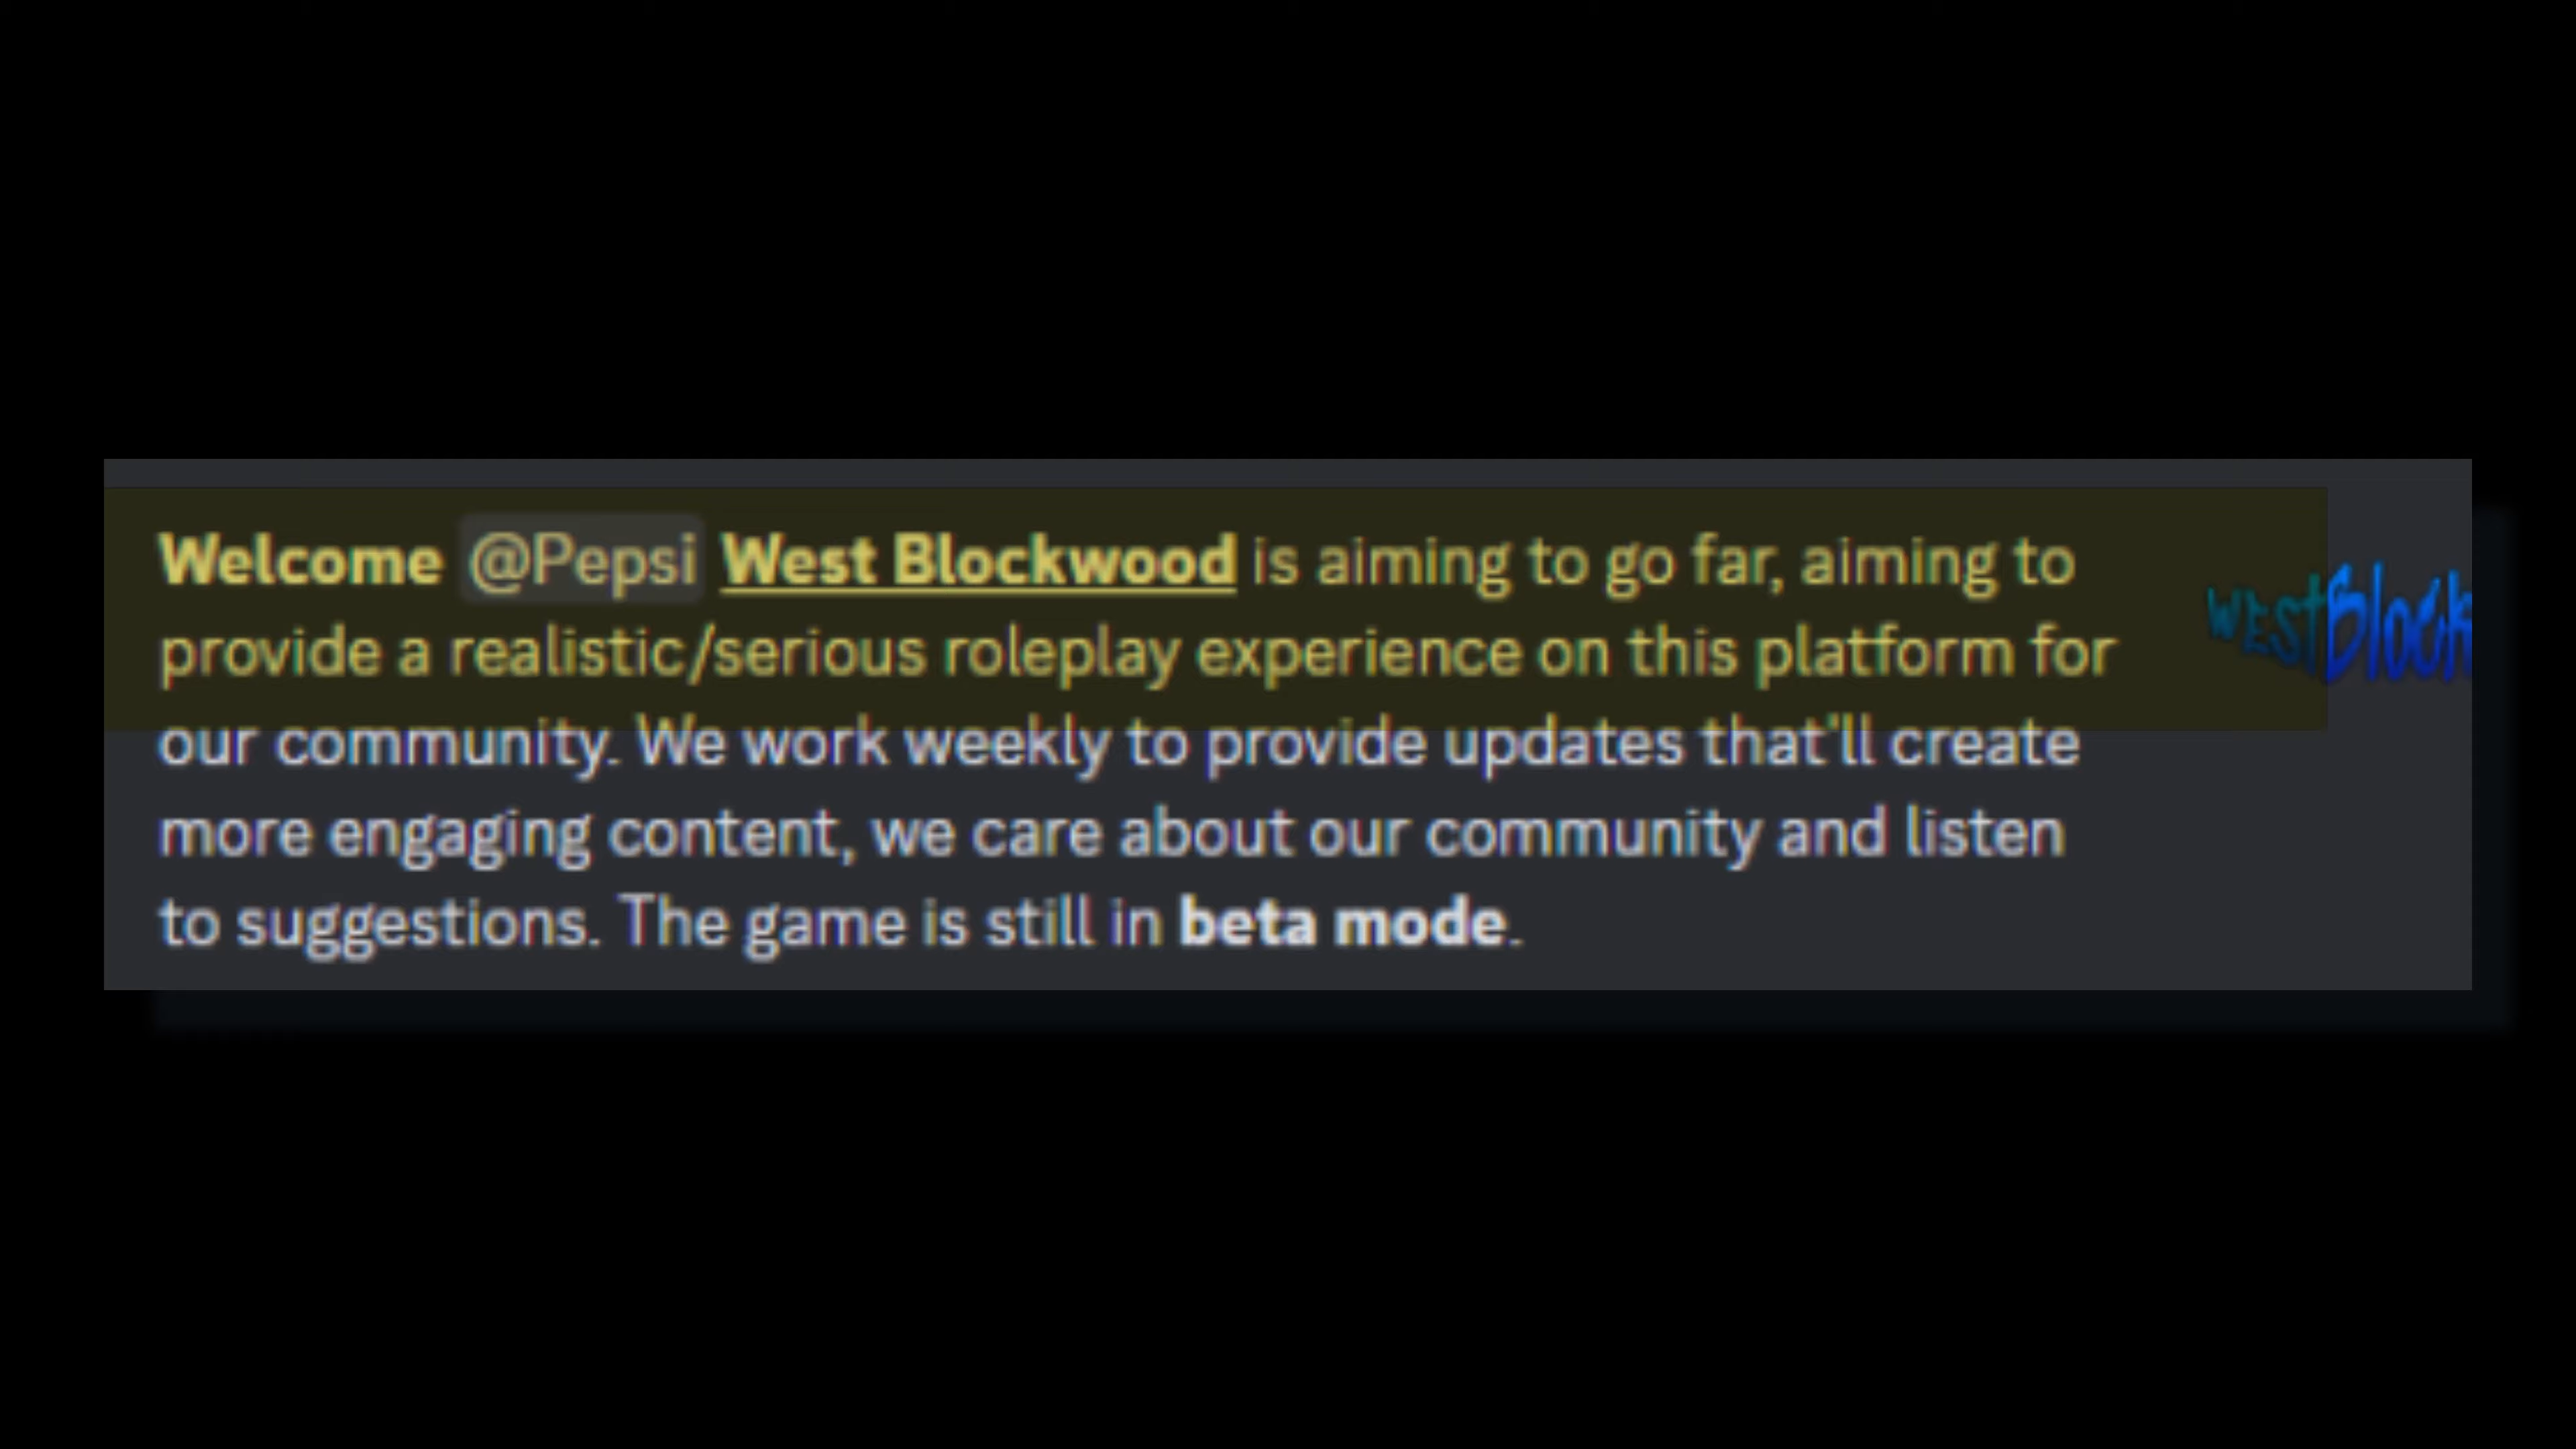 Welcome @Pepsi West Blockwood is aiming to go far, aiming to
provide a realistic/serious roleplay experience on this platform for
our community. We work weekly to provide updates that'll create
more engaging content, we care about our community and listen
to suggestions. The game is still in beta mode.
westBlock